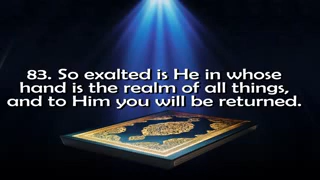 83. So exalted is He in whose
hand is the realm of all things,
and to Him you will be returned.